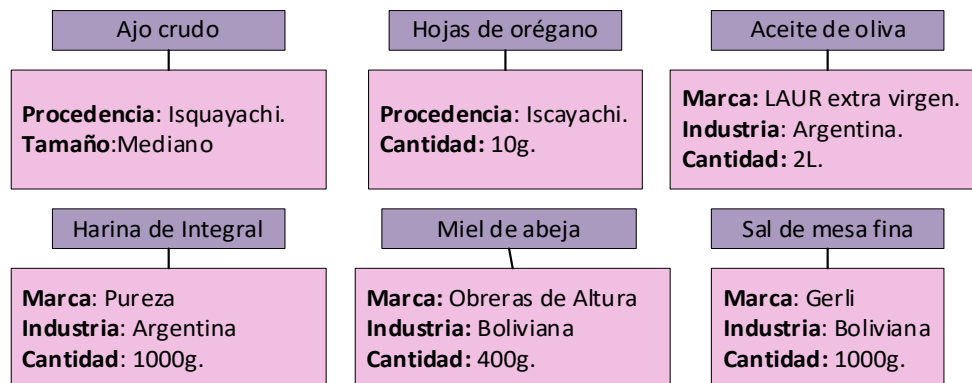 Ajo crudo
Procedencia: Isquayachi.
Tamaño:Mediano
Hojas de orégano
Procedencia: Iscayachi.
Cantidad: 10g.
Aceite de oliva
Marca: LAUR extra virgen.
Industria: Argentina.
Cantidad: 2L.
Harina de Integral
Marca: Pureza
Industria: Argentina
Cantidad: 1000g.
Miel de abeja
Marca: Obreras de Altura
Industria: Boliviana
Cantidad: 400g.
Sal de mesa fina
Marca: Gerli
Industria: Boliviana
Cantidad: 1000g.